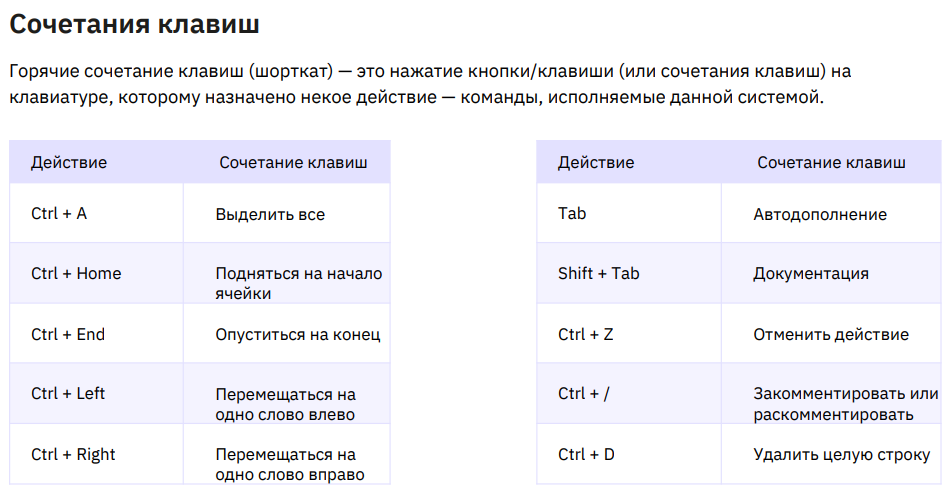 Сочетания клавиш
Горячие сочетание клавиш (шорткат) — это нажатие кнопки/клавиши (или сочетания клавиш) на
клавиатуре, которому назначено некое действие — команды, исполняемые данной системой.
Действие Сочетание клавиш
Ctrl + A Выделить все
Ctrl + Home Подняться на начало
ячейки
Ctrl + End Опуститься на конец
Ctrl + Left Перемещаться на
одно слово влево
Ctrl + Right Перемещаться на
одно слово вправо
Действие Сочетание клавиш
Tab Автодополнение
Shift + Tab Документация
Ctrl + Z Отменить действие
Ctrl + / Закомментировать или
раскомментировать
Ctrl + D Удалить целую строку